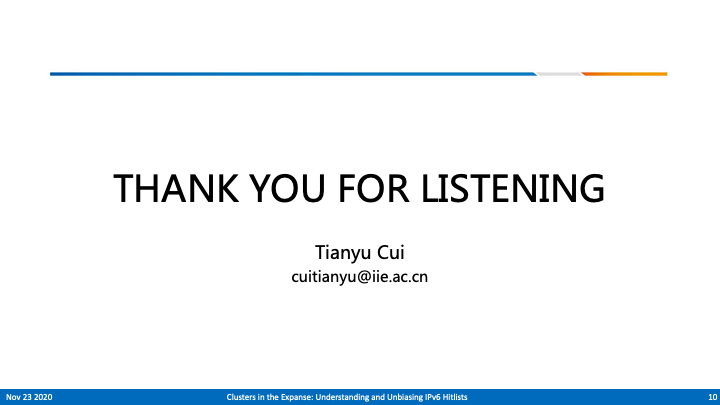 THANK YOU FOR LISTENING
Tianyu Cui
cuitianyu@iie.ac.cn
Nov 23 2020
Clusters in the Expanse: Understanding and Unbiasing IPv6 Hitlists
10